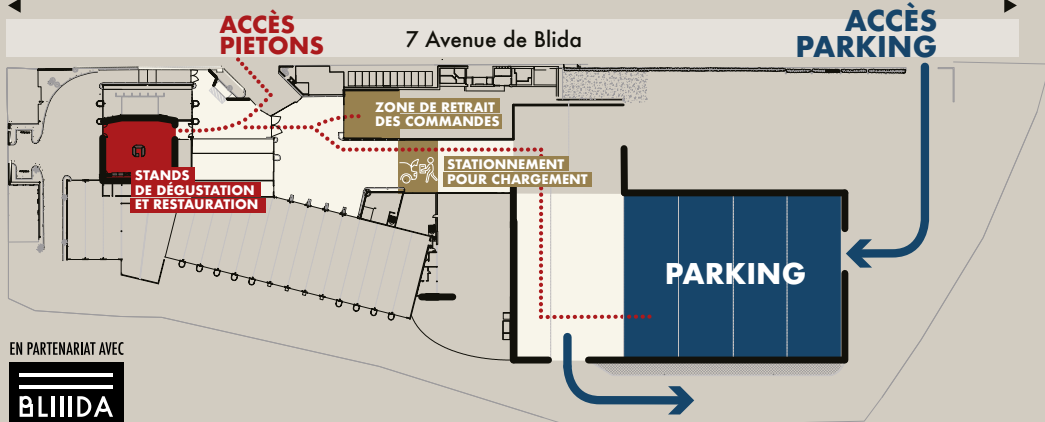 ACCÈS
PIETONS
7 Avenue de Blida
ACCÈS
PARKING
ZONE DE RETRAIT
DES COMMANDES
STATIONNEMENT
POUR CHARGEMENT
STANDS
DE DÉGUSTATION
ET RESTAURATION
PARKING
EN PARTENARIAT AVEC
BLIIIDA